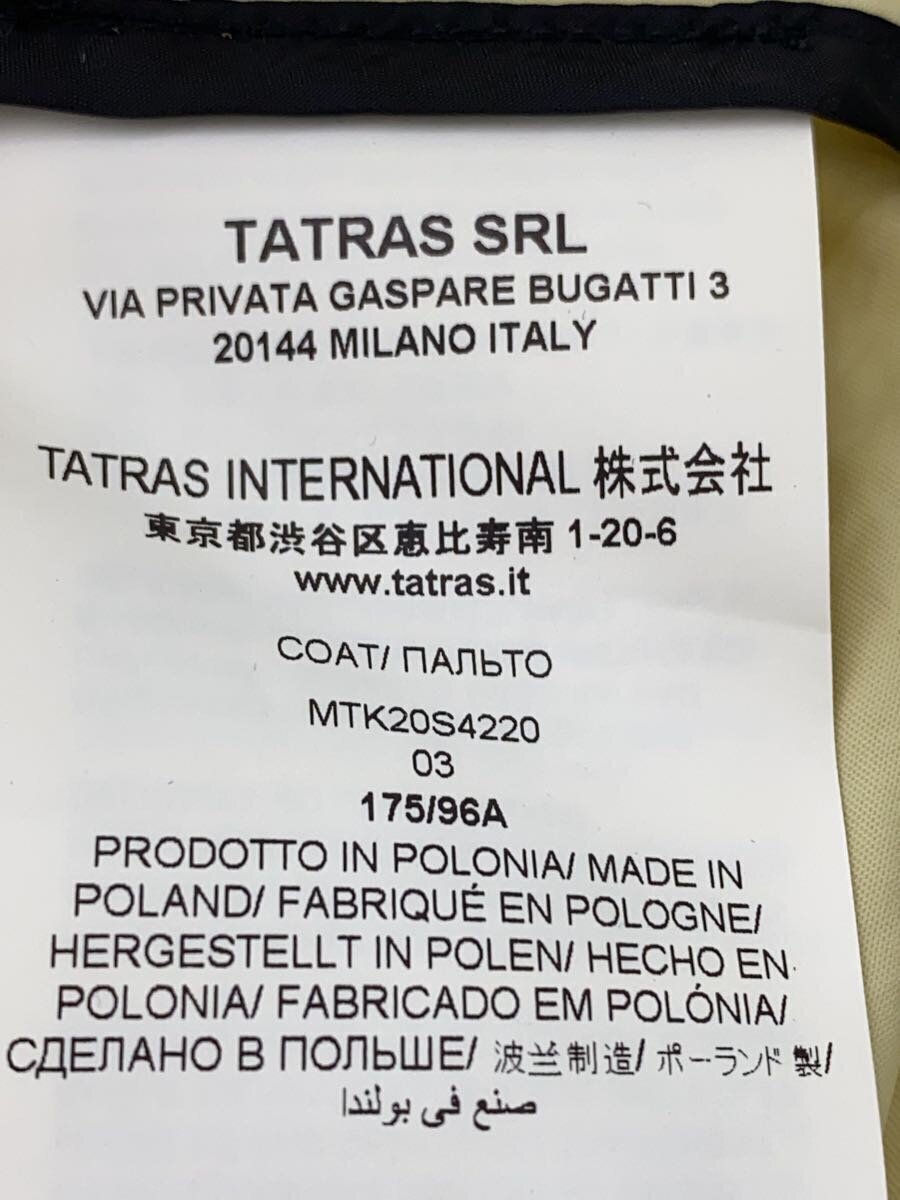 TATRAS SRL
VIA PRIVATA GASPARE BUGATTI 3
20144 MILANO ITALY
TATRAS INTERNATIONAL 株式会社
東京都渋谷区恵比寿南 1-20-6
www.tatras.it
COAT/ ПАЛЬТО
MTK20S4220
03
175/96A
PRODOTTO IN POLONIA/ MADE IN
POLAND/ FABRIQUÉ EN POLOGNE/
HERGESTELLT IN POLEN/ HECHO EN
POLONIA/ FABRICADO EM POLÓNIA/
СДЕЛАНО В ПОЛЬШЕ/ 波兰制造/ ポーランド製/
صنع في بولندا